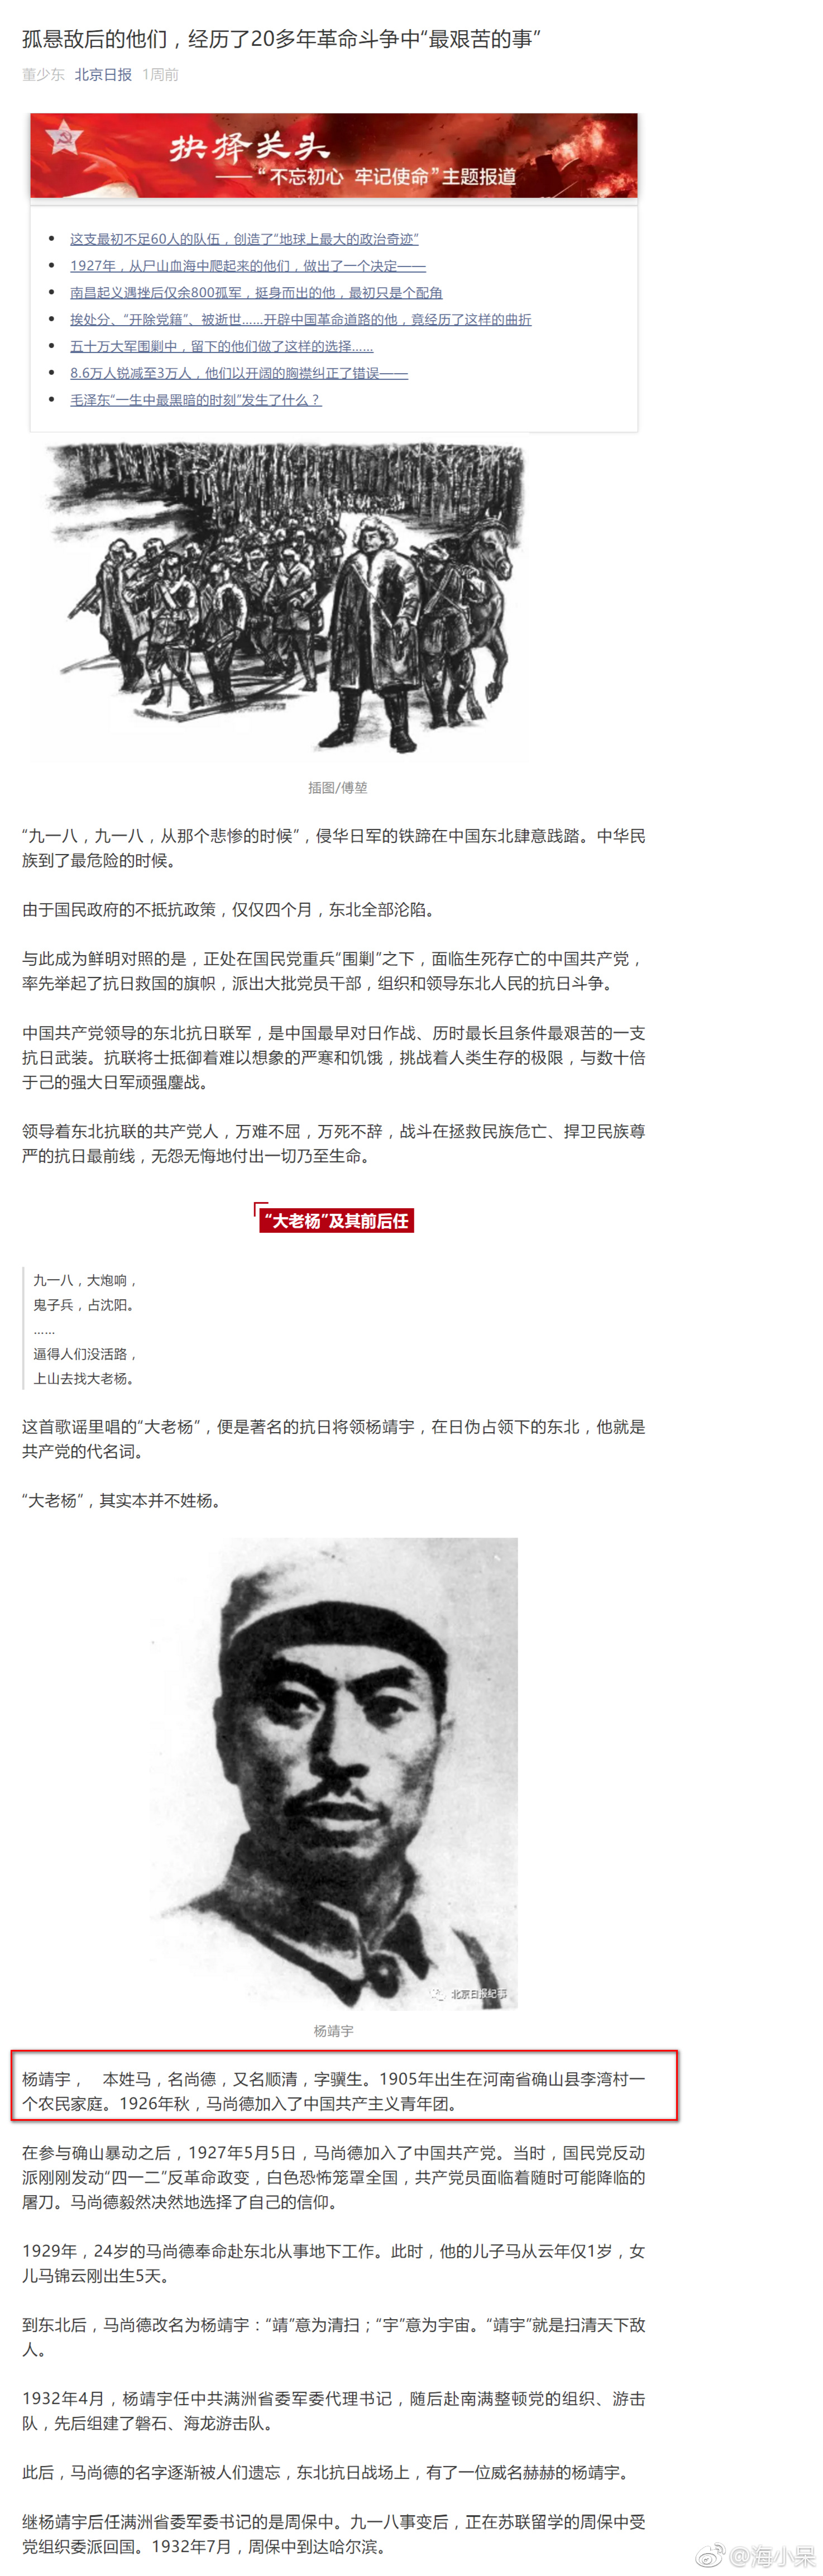 孤悬敌后的他们，经历了20多年革命斗争中“最艰苦的事”
董少东 北京日报 1周前
抉择关头
——“不忘初心 牢记使命”主题报道
这支最初不足60人的队伍，创造了“地球上最大的政治奇迹”
1927年，从尸山血海中爬起来的他们，做出了一个决定——
南昌起义遇挫后仅余800孤军，挺身而出的他，最初只是个配角
挨处分、“开除党籍”、被逝世……开辟中国革命道路的他，竟经历了这样的曲折
五十万大军围剿中，留下的他们做了这样的选择……
8.6万人锐减至3万人，他们以开阔的胸襟纠正了错误——
毛泽东“一生中最黑暗的时刻”发生了什么？
插图/傅堃
“九一八，九一八，从那个悲惨的时候”，侵华日军的铁蹄在中国东北肆意践踏。中华民
族到了最危险的时候。
由于国民政府的不抵抗政策，仅仅四个月，东北全部沦陷。
与此成为鲜明对照的是，正处在国民党重兵“围剿”之下，面临生死存亡的中国共产党，
率先举起了抗日救国的旗帜，派出大批党员干部，组织和领导东北人民的抗日斗争。
中国共产党领导的东北抗日联军，是中国最早对日作战、历时最长且条件最艰苦的一支
抗日武装。抗联将士抵御着难以想象的严寒和饥饿，挑战着人类生存的极限，与数十倍
于己的强大日军顽强鏖战。
领导着东北抗联的共产党人，万难不屈，万死不辞，战斗在拯救民族危亡、捍卫民族尊
严的抗日最前线，无怨无悔地付出一切乃至生命。
“大老杨”及其前后任
九一八，大炮响，
鬼子兵，占沈阳。
……
逼得人们没活路，
上山去找大老杨。
这首歌谣里唱的“大老杨”，便是著名的抗日将领杨靖宇，在日伪占领下的东北，他就是
共产党的代名词。
“大老杨”，其实本并不姓杨。
北京日报纪事
杨靖宇
杨靖宇， 本姓马，名尚德，又名顺清，字骥生。1905年出生在河南省确山县李湾村一
个农民家庭。1926年秋，马尚德加入了中国共产主义青年团。
在参与确山暴动之后，1927年5月5日，马尚德加入了中国共产党。当时，国民党反动
派刚刚发动“四一二”反革命政变，白色恐怖笼罩全国，共产党员面临着随时可能降临的
屠刀。马尚德毅然决然地选择了自己的信仰。
1929年，24岁的马尚德奉命赴东北从事地下工作。此时，他的儿子马从云年仅1岁，女
儿马锦云刚出生5天。
到东北后，马尚德改名为杨靖宇：“靖”意为清扫；“宇”意为宇宙。“靖宇”就是扫清天下敌
人。
1932年4月，杨靖宇任中共满洲省委军委代理书记，随后赴南满整顿党的组织、游击
队，先后组建了磐石、海龙游击队。
此后，马尚德的名字逐渐被人们遗忘，东北抗日战场上，有了一位威名赫赫的杨靖宇。
继杨靖宇后任满洲省委军委书记的是周保中。九一八事变后，正在苏联留学的周保中受
党组织委派回国。1932年7月，周保中到达哈尔滨。
@海小呆